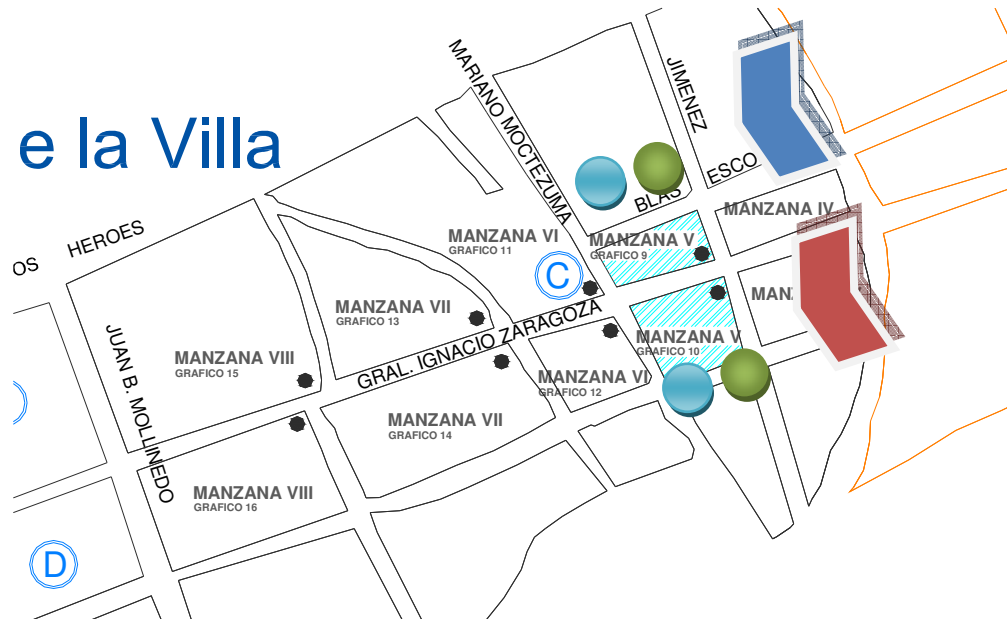 e la Villa
OS HEROES
MARIANO MOCTEZUMA
JIMENEZ
BLAS ESCO
MANZANA IV
MANZANA V
GRAFICO 9
MANZANA VI
GRAFICO 11
C
MANZANA VII
GRAFICO 13
GRAL. IGNACIO ZARAGOZA
MANZ
MANZANA V
GRAFICO 10
MANZANA VIII
GRAFICO 15
JUAN B. MOLLINEDO
MANZANA VI
GRAFICO 12
MANZANA VII
GRAFICO 14
MANZANA VIII
GRAFICO 16
D